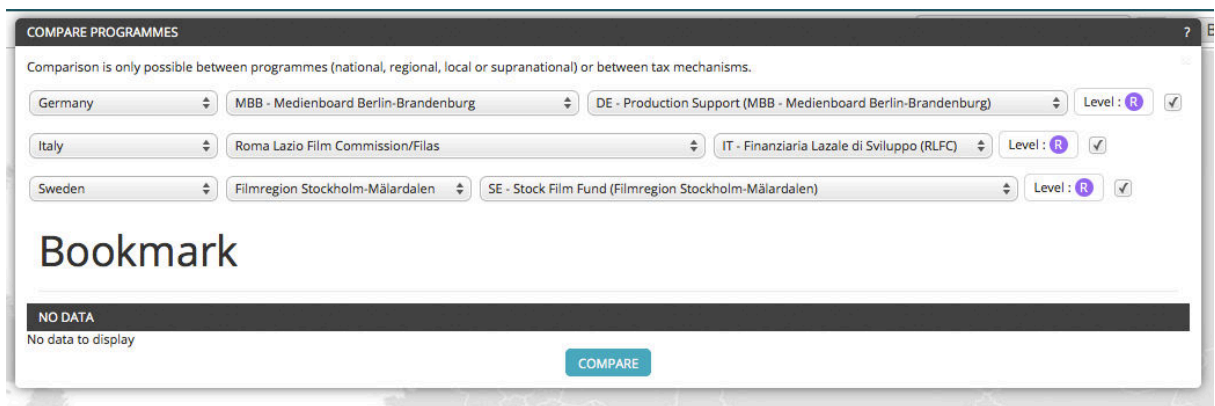 COMPARE PROGRAMMES ?
Comparison is only possible between programmes (national, regional, local or supranational) or between tax mechanisms.
Germany MBB - Medienboard Berlin-Brandenburg DE - Production Support (MBB - Medienboard Berlin-Brandenburg) Level : R
Italy Roma Lazio Film Commission/Filas IT - Finanziaria Lazale di Sviluppo (RLFC) Level : R
Sweden Filmregion Stockholm-Mälardalen SE - Stock Film Fund (Filmregion Stockholm-Mälardalen) Level : R
Bookmark
NO DATA
No data to display
COMPARE